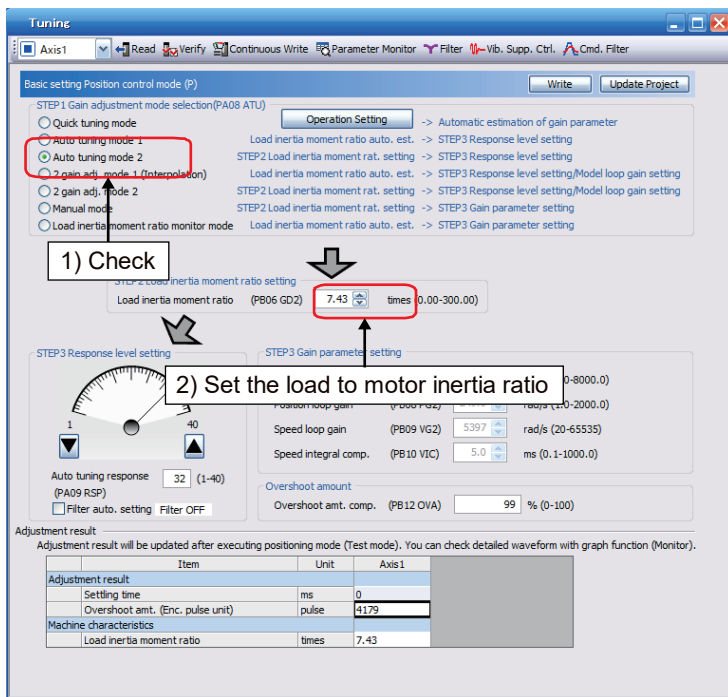 Tuning
Axis1 Read Verify Continuous Write Parameter Monitor Filter Vib. Supp. Ctrl. Cmd. Filter
Basic setting Position control mode (P) Write Update Project
STEP1 Gain adjustment mode selection(PA08 ATU)
Quick tuning mode Operation Setting -> Automatic estimation of gain parameter
Auto tuning mode 1 Load inertia moment ratio auto. est. -> STEP3 Response level setting
Auto tuning mode 2 STEP2 Load inertia moment rat. setting -> STEP3 Response level setting
2 gain adj. mode 1 (Interpolation) Load inertia moment ratio auto. est. -> STEP3 Response level setting/Model loop gain setting
2 gain adj. mode 2 STEP2 Load inertia moment rat. setting -> STEP3 Response level setting/Model loop gain setting
Manual mode STEP2 Load inertia moment rat. setting -> STEP3 Gain parameter setting
Load inertia moment ratio monitor mode Load inertia moment ratio auto. est. -> STEP3 Gain parameter setting
1) Check
STEP2 Load inertia moment ratio setting
Load inertia moment ratio (PB06 GD2) 7.43 times (0.00-300.00)
STEP3 Response level setting
STEP3 Gain parameter setting
2) Set the load to motor inertia ratio
0-8000.0)
Position loop gain (PB08 PG2) rad/s (1.0-2000.0)
1 40
Speed loop gain (PB09 VG2) 5397 rad/s (20-65535)
Speed integral comp. (PB10 VIC) 5.0 ms (0.1-1000.0)
Auto tuning response 32 (1-40)
(PA09 RSP)
Filter auto. setting Filter OFF
Overshoot amount
Overshoot amt. comp. (PB12 OVA) 99 % (0-100)
Adjustment result
Adjustment result will be updated after executing positioning mode (Test mode). You can check detailed waveform with graph function (Monitor).
Item Unit Axis1
Adjustment result
Settling time ms 0
Overshoot amt. (Enc. pulse unit) pulse 4179
Machine characteristics
Load inertia moment ratio times 7.43